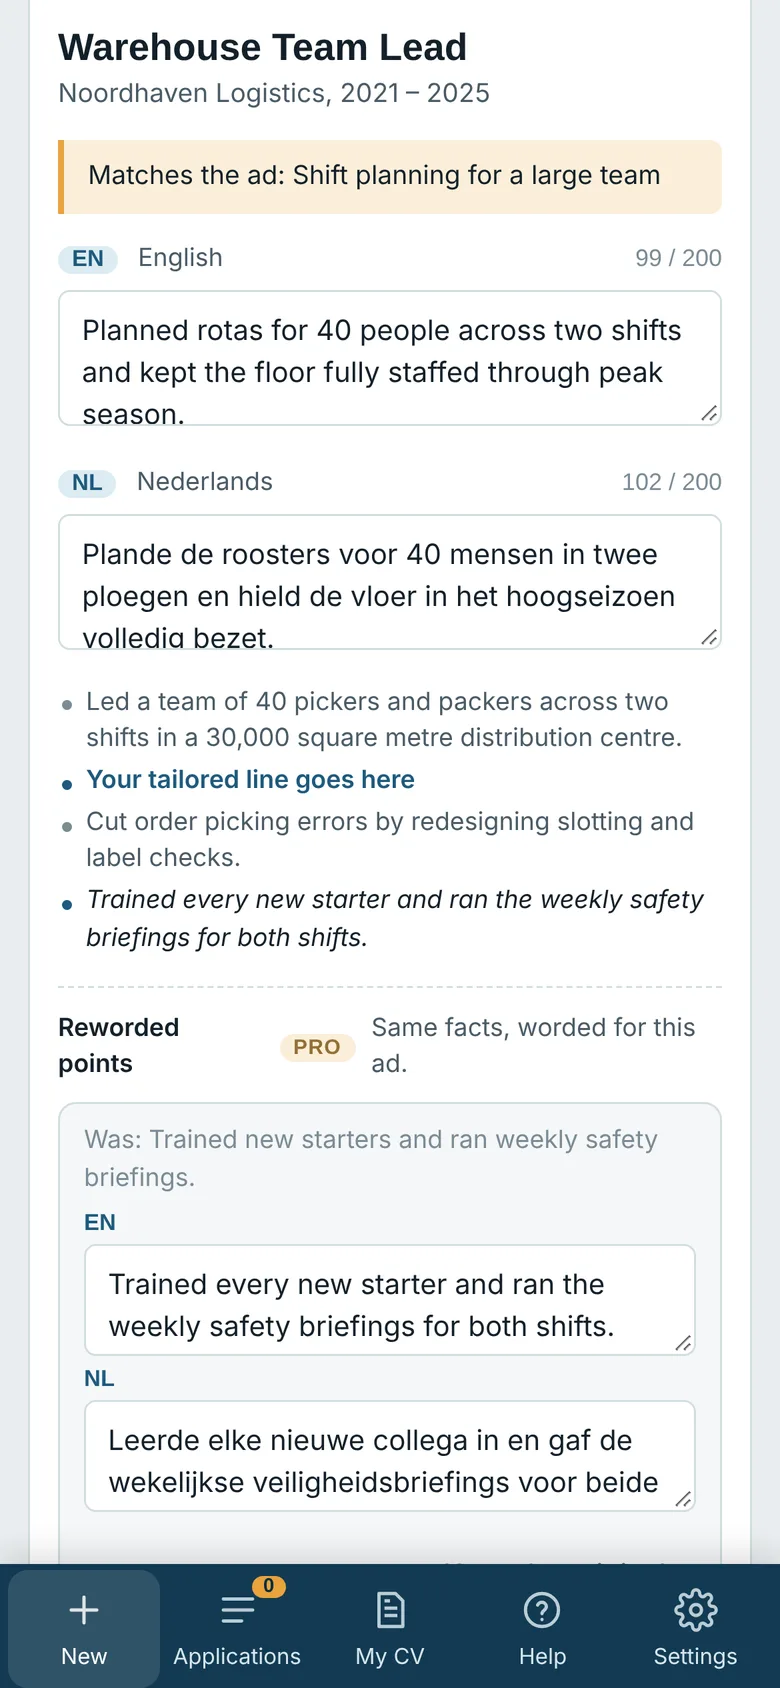 Warehouse Team Lead
Noordhaven Logistics, 2021 – 2025
Matches the ad: Shift planning for a large team
EN English 99 / 200
Planned rotas for 40 people across two shifts
and kept the floor fully staffed through peak
season.
NL Nederlands 102 / 200
Plande de roosters voor 40 mensen in twee
ploegen en hield de vloer in het hoogseizoen
volledig bezet.
Led a team of 40 pickers and packers across two
shifts in a 30,000 square metre distribution centre.
Your tailored line goes here
Cut order picking errors by redesigning slotting and
label checks.
Trained every new starter and ran the weekly safety
briefings for both shifts.
Reworded
points
PRO
Same facts, worded for this
ad.
Was: Trained new starters and ran weekly safety
briefings.
EN
Trained every new starter and ran the
weekly safety briefings for both shifts.
NL
Leerde elke nieuwe collega in en gaf de
wekelijkse veiligheidsbriefings voor beide
0
New Applications My CV Help Settings